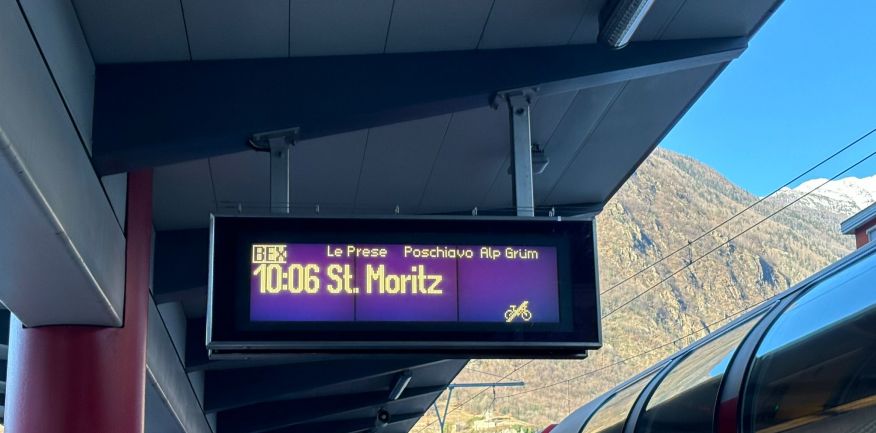 BEX Le Prese Poschiavo Alp Grüm
10:06 St. Moritz